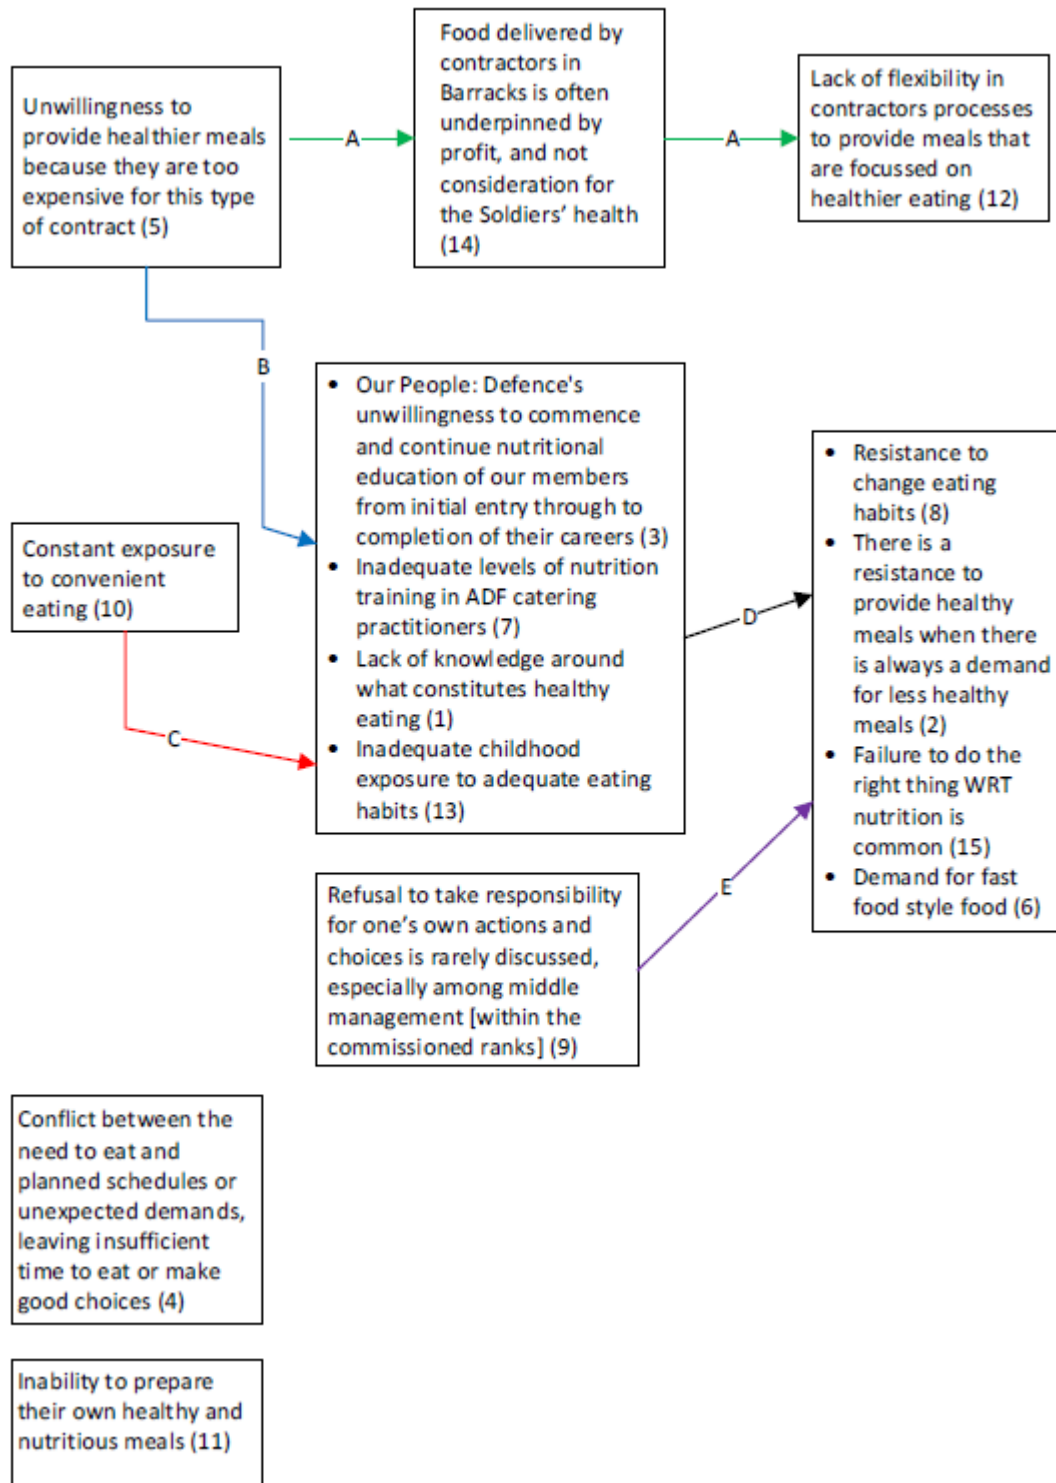 Food delivered by
contractors in
Barracks is often
underpinned by
profit, and not
consideration for
the Soldiers' health
(14)
Unwillingness to
provide healthier meals
because they are too
expensive for this type
of contract (5)
A
A
Lack of flexibility in
contractors processes
to provide meals that
are focussed on
healthier eating (12)
B
• Our People: Defence's
unwillingness to commence
and continue nutritional
education of our members
from initial entry through to
completion of their careers (3)
• Inadequate levels of nutrition
training in ADF catering
practitioners (7)
• Lack of knowledge around
what constitutes healthy
eating (1)
• Inadequate childhood
exposure to adequate eating
habits (13)
Constant exposure
to convenient
eating (10)
C
D
• Resistance to
change eating
habits (8)
• There is a
resistance to
provide healthy
meals when there
is always a demand
for less healthy
meals (2)
• Failure to do the
right thing WRT
nutrition is
common (15)
• Demand for fast
food style food (6)
E
Refusal to take responsibility
for one's own actions and
choices is rarely discussed,
especially among middle
management [within the
commissioned ranks] (9)
Conflict between the
need to eat and
planned schedules or
unexpected demands,
leaving insufficient
time to eat or make
good choices (4)
Inability to prepare
their own healthy and
nutritious meals (11)